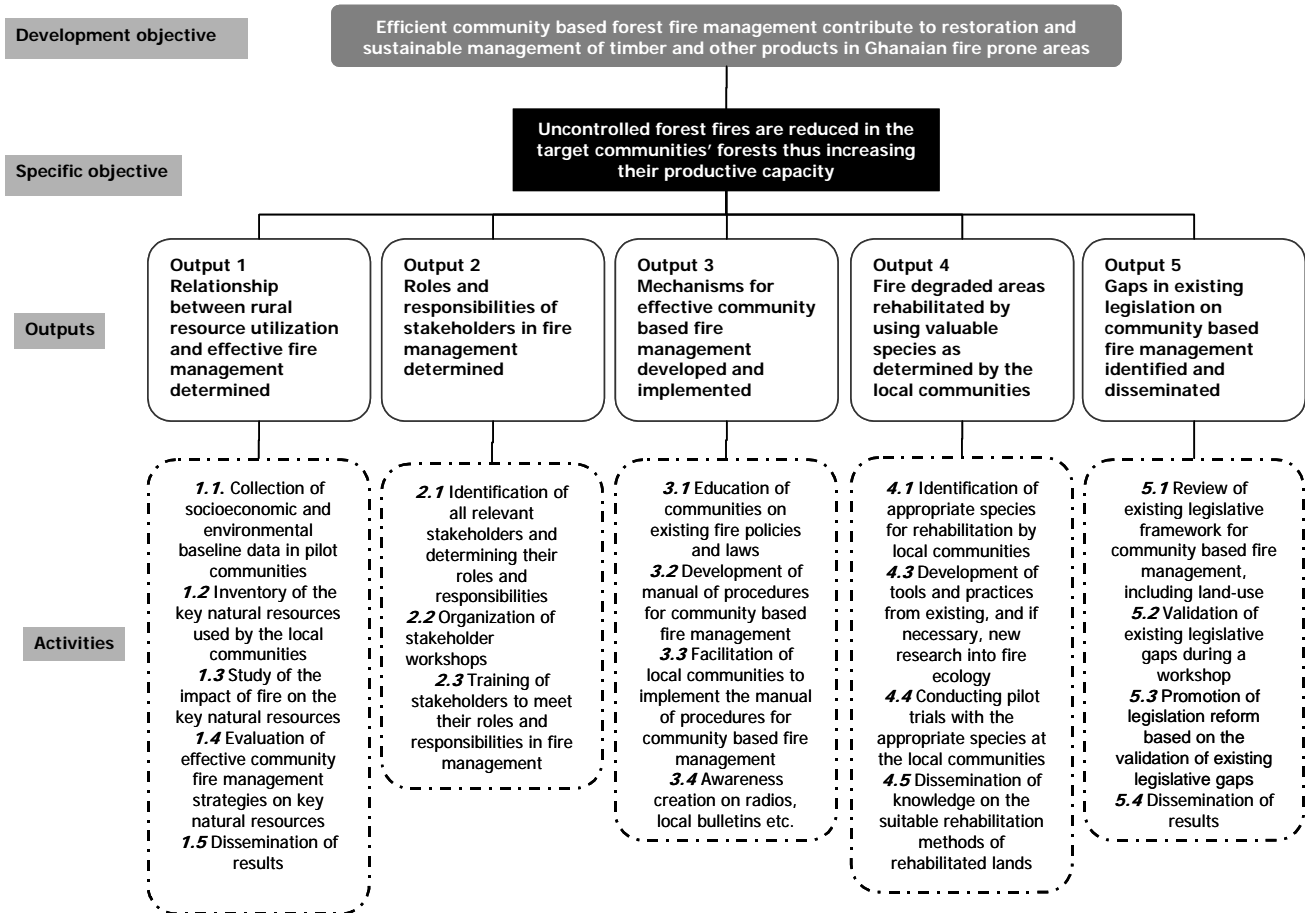 Development objective
Efficient community based forest fire management contribute to restoration and
sustainable management of timber and other products in Ghanaian fire prone areas
Specific objective
Uncontrolled forest fires are reduced in the
target communities' forests thus increasing
their productive capacity
Outputs
Output 1
Relationship
between rural
resource utilization
and effective fire
management
determined
Output 2
Roles and
responsibilities of
stakeholders in fire
management
determined
Output 3
Mechanisms for
effective community
based fire
management
developed and
implemented
Output 4
Fire degraded areas
rehabilitated by
using valuable
species as
determined by the
local communities
Output 5
Gaps in existing
legislation on
community based
fire management
identified and
disseminated
Activities
1.1. Collection of
socioeconomic and
environmental
baseline data in pilot
communities
1.2 Inventory of the
key natural resources
used by the local
communities
1.3 Study of the
impact of fire on the
key natural resources
1.4 Evaluation of
effective community
fire management
strategies on key
natural resources
1.5 Dissemination of
results
2.1 Identification of
all relevant
stakeholders and
determining their
roles and
responsibilities
2.2 Organization of
stakeholder
workshops
2.3 Training of
stakeholders to meet
their roles and
responsibilities in fire
management
3.1 Education of
communities on
existing fire policies
and laws
3.2 Development of
manual of procedures
for community based
fire management
3.3 Facilitation of
local communities to
implement the manual
of procedures for
community based fire
management
3.4 Awareness
creation on radios,
local bulletins etc.
4.1 Identification of
appropriate species
for rehabilitation by
local communities
4.3 Development of
tools and practices
from existing, and if
necessary, new
research into fire
ecology
4.4 Conducting pilot
trials with the
appropriate species at
the local communities
4.5 Dissemination of
knowledge on the
suitable rehabilitation
methods of
rehabilitated lands
5.1 Review of
existing legislative
framework for
community based fire
management,
including land-use
5.2 Validation of
existing legislative
gaps during a
workshop
5.3 Promotion of
legislation reform
based on the
validation of existing
legislative gaps
5.4 Dissemination of
results